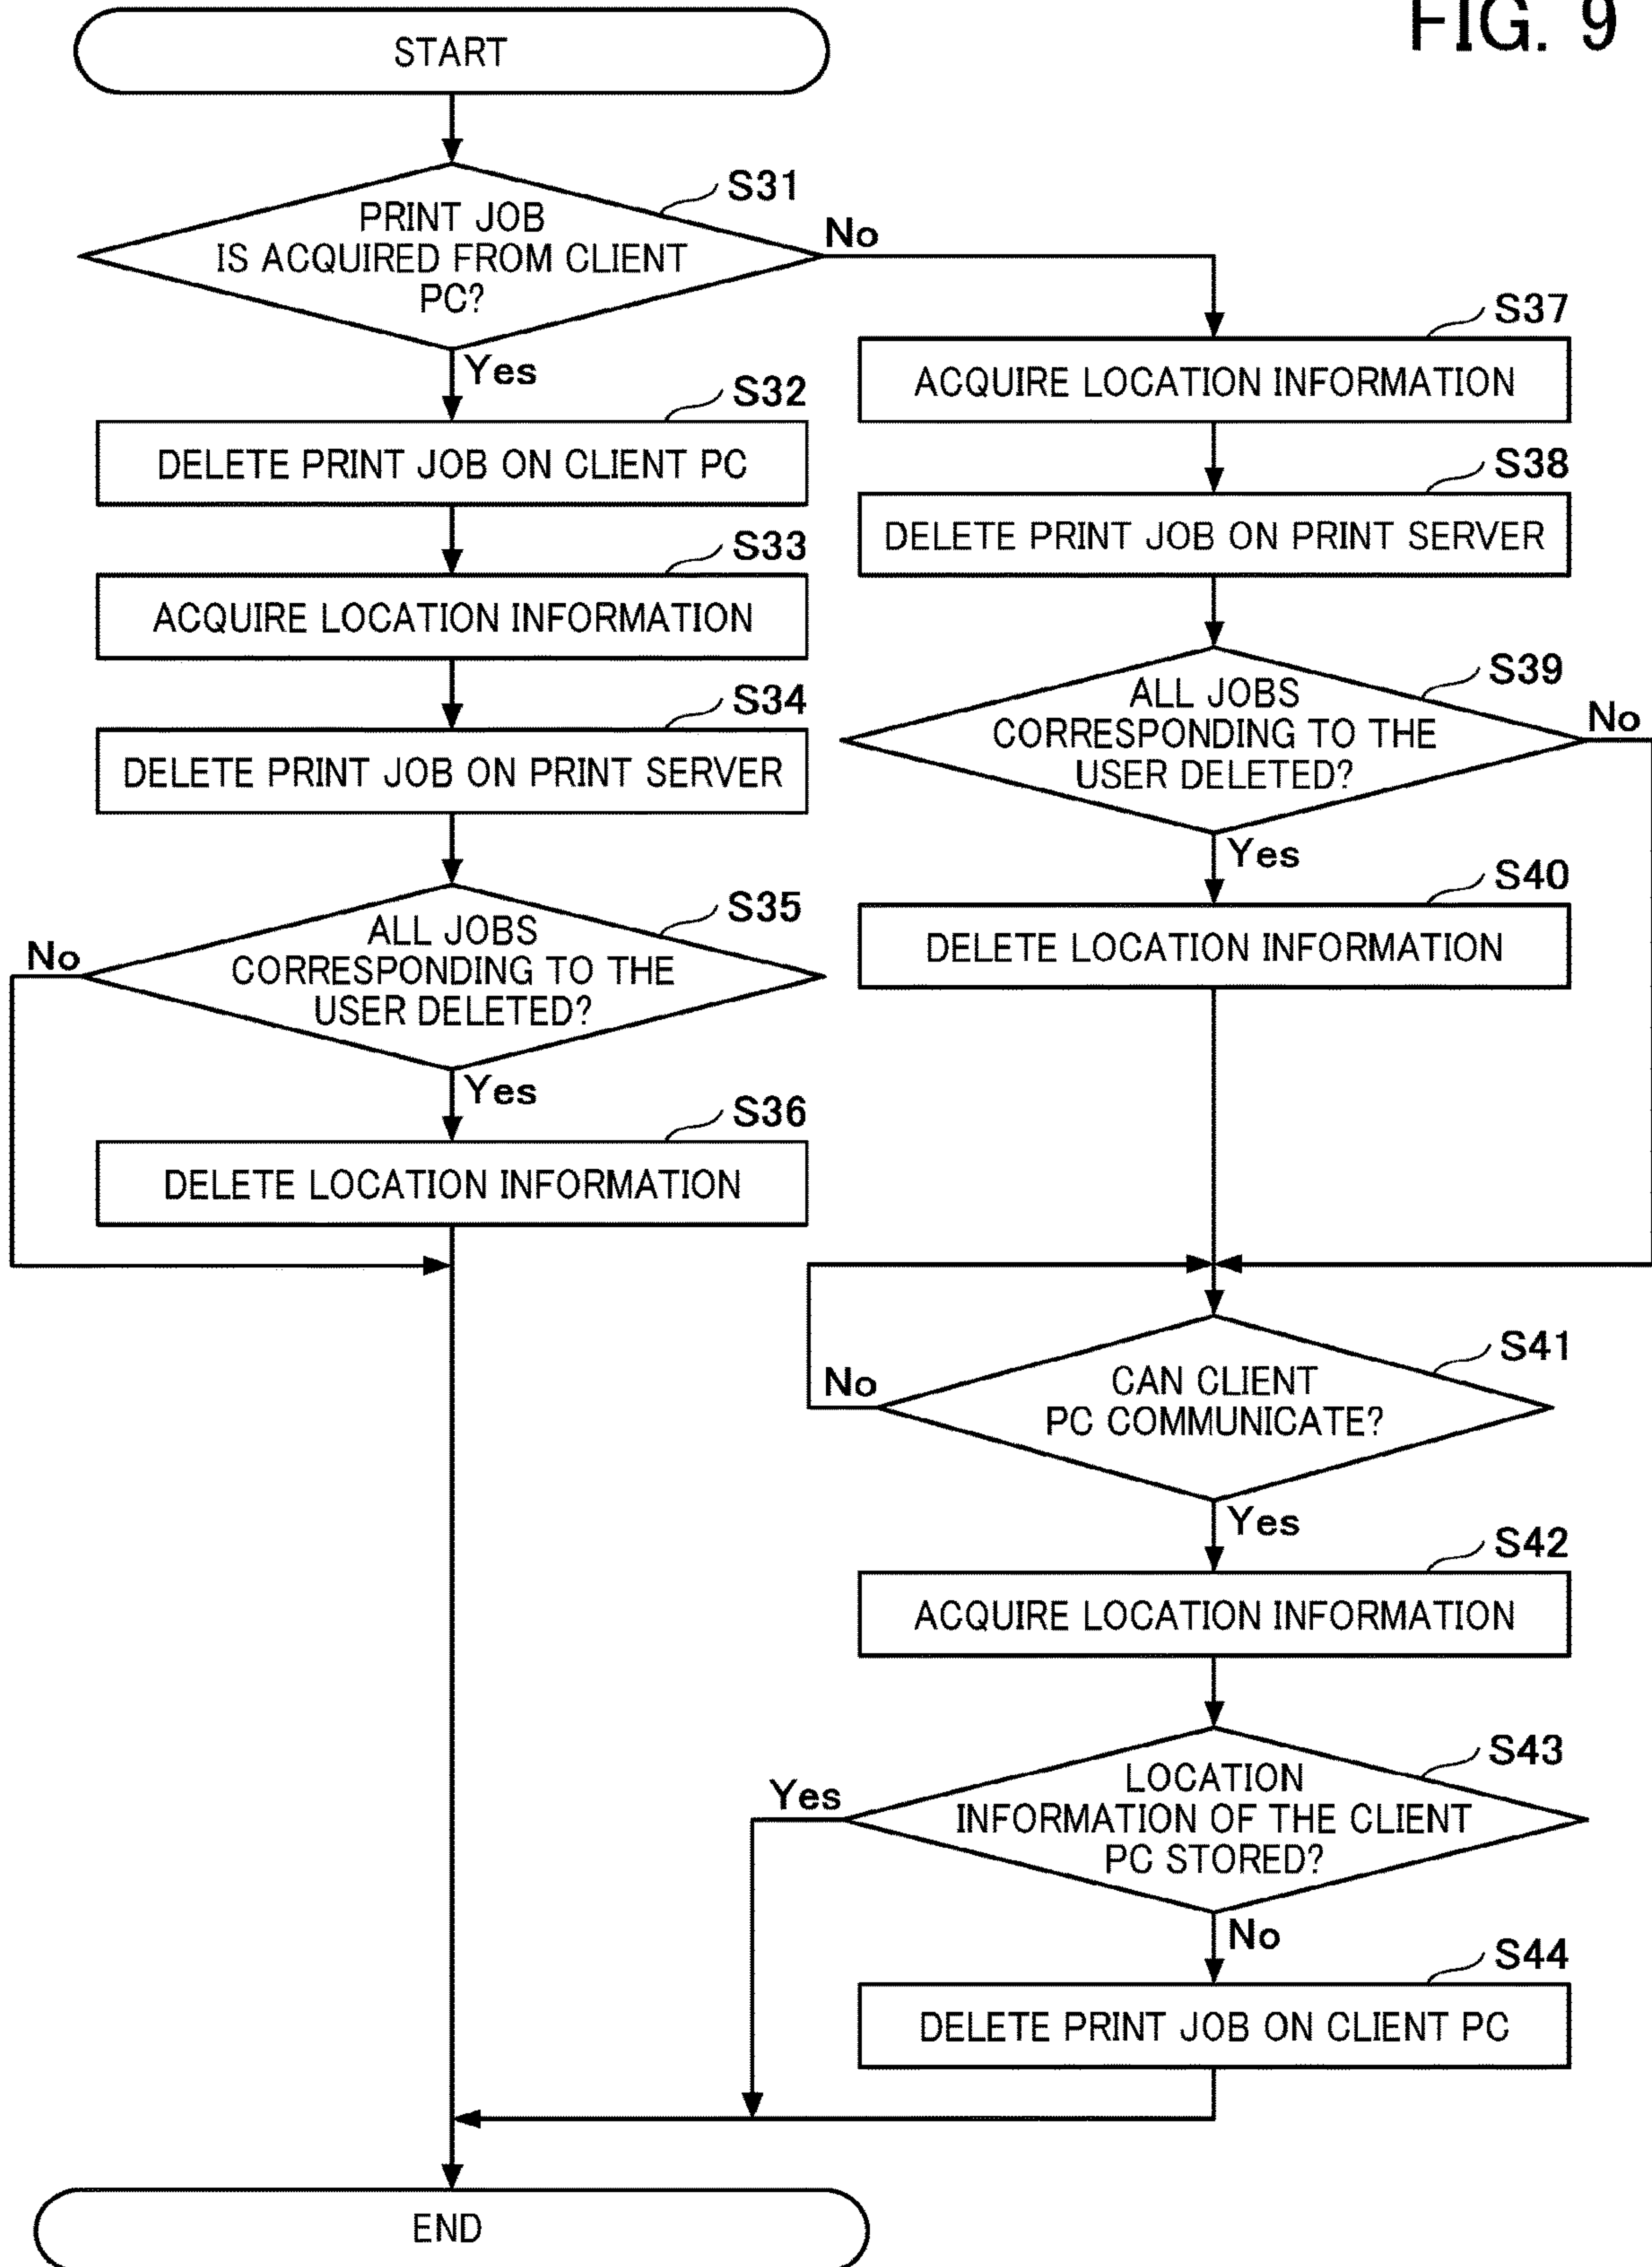 FIG. 9
START
S31
PRINT JOB
IS ACQUIRED FROM CLIENT
PC?
No
Yes
S32
DELETE PRINT JOB ON CLIENT PC
S33
ACQUIRE LOCATION INFORMATION
S34
DELETE PRINT JOB ON PRINT SERVER
S35
ALL JOBS
CORRESPONDING TO THE
USER DELETED?
No
Yes
S36
DELETE LOCATION INFORMATION
S37
ACQUIRE LOCATION INFORMATION
S38
DELETE PRINT JOB ON PRINT SERVER
S39
ALL JOBS
CORRESPONDING TO THE
USER DELETED?
No
Yes
S40
DELETE LOCATION INFORMATION
S41
CAN CLIENT
PC COMMUNICATE?
No
Yes
S42
ACQUIRE LOCATION INFORMATION
S43
LOCATION
INFORMATION OF THE CLIENT
PC STORED?
Yes
No
S44
DELETE PRINT JOB ON CLIENT PC
END